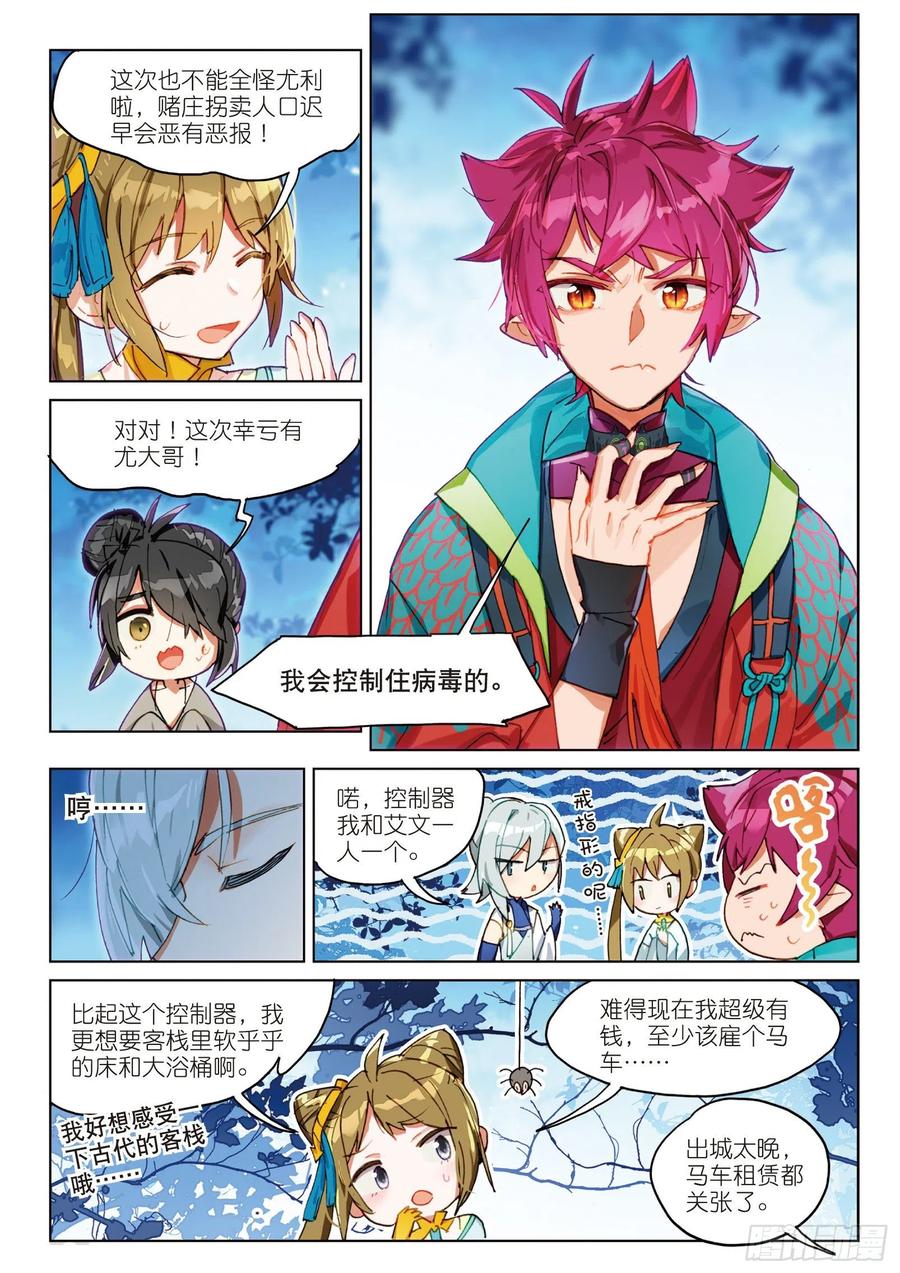 这次也不能全怪尤利
啦，赌庄拐卖人口迟
早会恶有恶报！
对对！这次幸亏有
尤大哥！
我会控制住病毒的。
哼……
喏，控制器
我和艾文一
人一个。
戒指形的呢……
咯
比起这个控制器，我
更想要客栈里软乎乎
的床和大浴桶啊。
我好想感受一
下古代的客栈
哦……
难得现在我超级有
钱，至少该雇个马
车……
出城太晚，
马车租赁都
关张了。
腾讯动漫